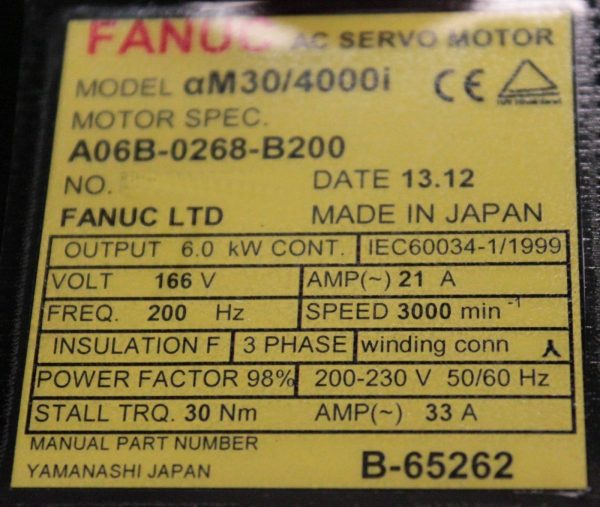 FANUC AC SERVO MOTOR
MODEL αM30/4000i CE
MOTOR SPEC.
A06B-0268-B200
NO. DATE 13.12
FANUC LTD MADE IN JAPAN
OUTPUT 6.0 kW CONT. IEC60034-1/1999
VOLT 166 V AMP(~) 21 A
FREQ. 200 Hz SPEED 3000 min⁻¹
INSULATION F 3 PHASE winding conn
POWER FACTOR 98% 200-230 V 50/60 Hz
STALL TRQ. 30 Nm AMP(~) 33 A
MANUAL PART NUMBER
YAMANASHI JAPAN B-65262